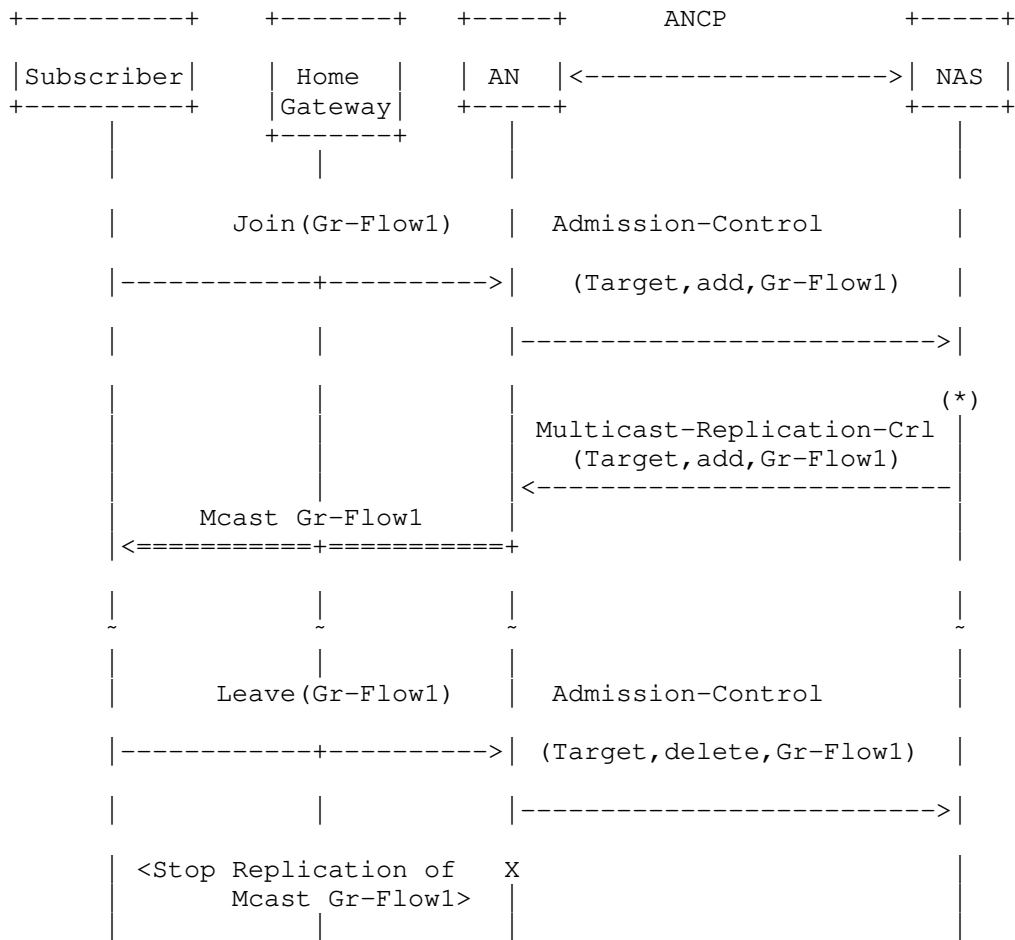 +----------+     +-------+   +-----+        ANCP           +-----+
|Subscriber|     | Home  |   | AN  |<------------------->| NAS |
+----------+     |Gateway|   +-----+                     +-----+
      |          +-------+      |                           |
      |            |            |                           |
      |       Join(Gr-Flow1)    |  Admission-Control        |
      |------------+----------->|   (Target,add,Gr-Flow1)   |
      |            |            |-------------------------->|
      |            |            |                          (*)
      |            |            | Multicast-Replication-Crl |
      |            |            |   (Target,add,Gr-Flow1)   |
      |            |            |<--------------------------|
      |     Mcast Gr-Flow1      |                           |
      |<===========+============+                           |
      |            |            |                           |
      ~            ~            ~                           ~
      |            |            |                           |
      |      Leave(Gr-Flow1)    |  Admission-Control        |
      |------------+----------->| (Target,delete,Gr-Flow1)  |
      |            |            |-------------------------->|
      | <Stop Replication of    X                           |
      |       Mcast Gr-Flow1>   |                           |
      |            |            |                           |